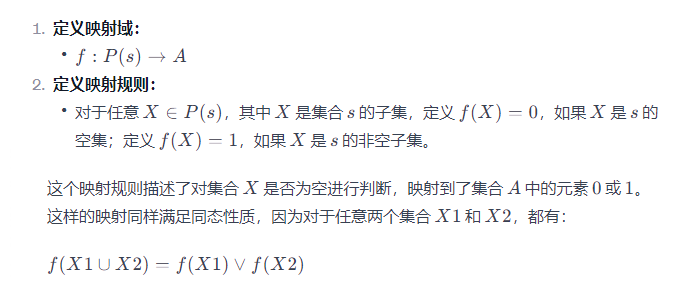 1. 定义映射域：
• f : P(s) → A
2. 定义映射规则：
• 对于任意 X ∈ P(s)，其中 X 是集合 s 的子集，定义 f(X) = 0，如果 X 是 s 的
空集；定义 f(X) = 1，如果 X 是 s 的非空子集。
这个映射规则描述了对集合 X 是否为空进行判断，映射到了集合 A 中的元素 0 或 1。
这样的映射同样满足同态性质，因为对于任意两个集合 X1 和 X2，都有：
f(X1 ∪ X2) = f(X1) ∨ f(X2)